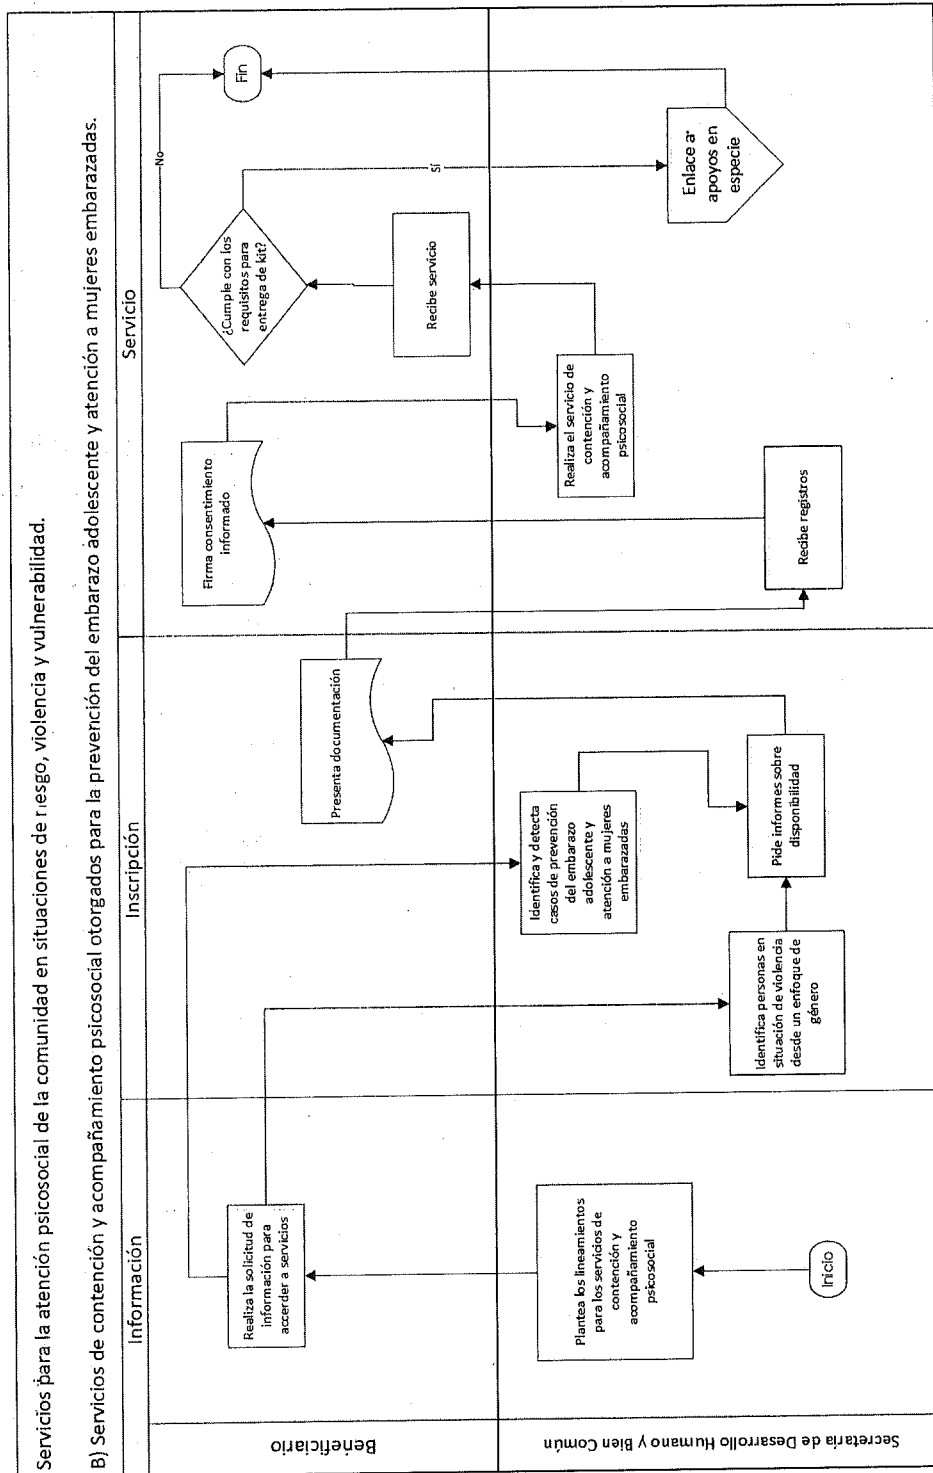 Servicios para la atención psicosocial de la comunidad en situaciones de riesgo, violencia y vulnerabilidad.
B) Servicios de contención y acompañamiento psicosocial otorgados para la prevención del embarazo adolescente y atención a mujeres embarazadas.
Información
Inscripción
Servicio
Beneficiario
Realiza la solicitud de
información para
accerder a servicios
Presenta documentación
Firma consentimiento
informado
¿Cumple con los
requisitos para
entrega de kit?
No
Sí
Fin
Recibe servicio
Secretaria de Desarrollo Humano y Bien Común
Inicio
Plantea los lineamientos
para los servicios de
contención y
acompañamiento
psicosocial
Identifica personas en
situación de violencia
desde un enfoque de
género
Identifica y detecta
casos de prevención
del embarazo
adolescente y
atención a mujeres
embarazadas
Pide informes sobre
disponibilidad
Recibe registros
Realiza el servicio de
contención y
acompañamiento
psicosocial
Enlace a
apoyos en
especie